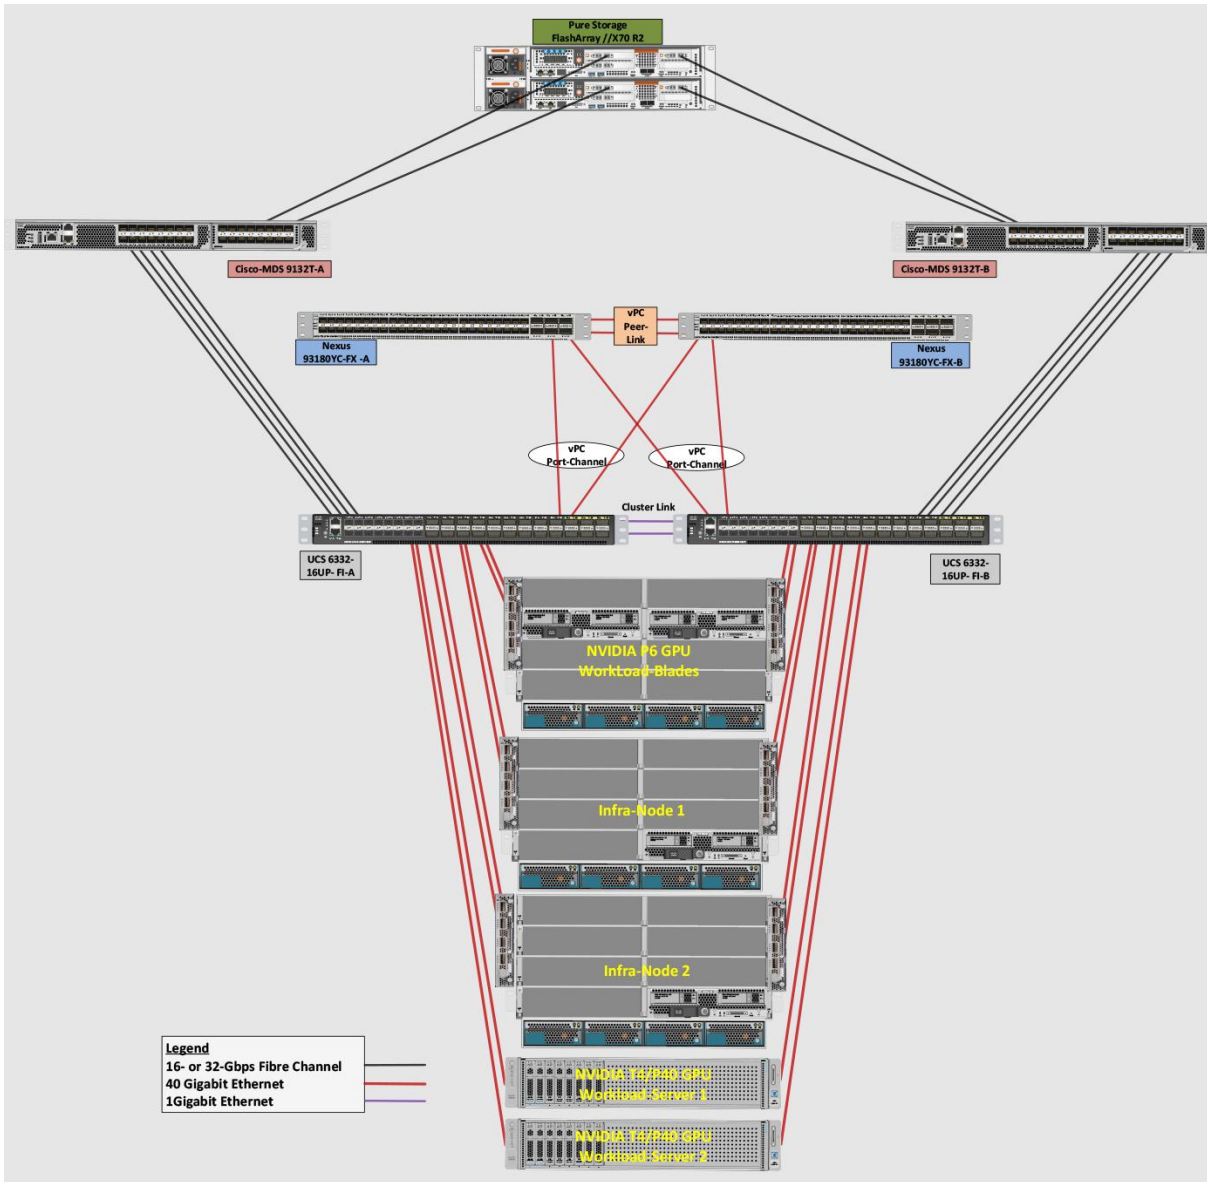 Pure Storage
FlashArray //X70 R2
Cisco-MDS 9132T-A
Cisco-MDS 9132T-B
vPC
Peer-
Link
Nexus
93180YC-FX -A
Nexus
93180YC-FX-B
vPC
Port-Channel
vPC
Port-Channel
Cluster Link
UCS 6332-
16UP- FI-A
UCS 6332-
16UP- FI-B
NVIDIA P6 GPU
WorkLoad-Blades
Infra-Node 1
Infra-Node 2
NVIDIA T4/P40 GPU
Workload-Server 1
NVIDIA T4/P40 GPU
Workload-Server 2
Legend
16- or 32-Gbps Fibre Channel
40 Gigabit Ethernet
1Gigabit Ethernet